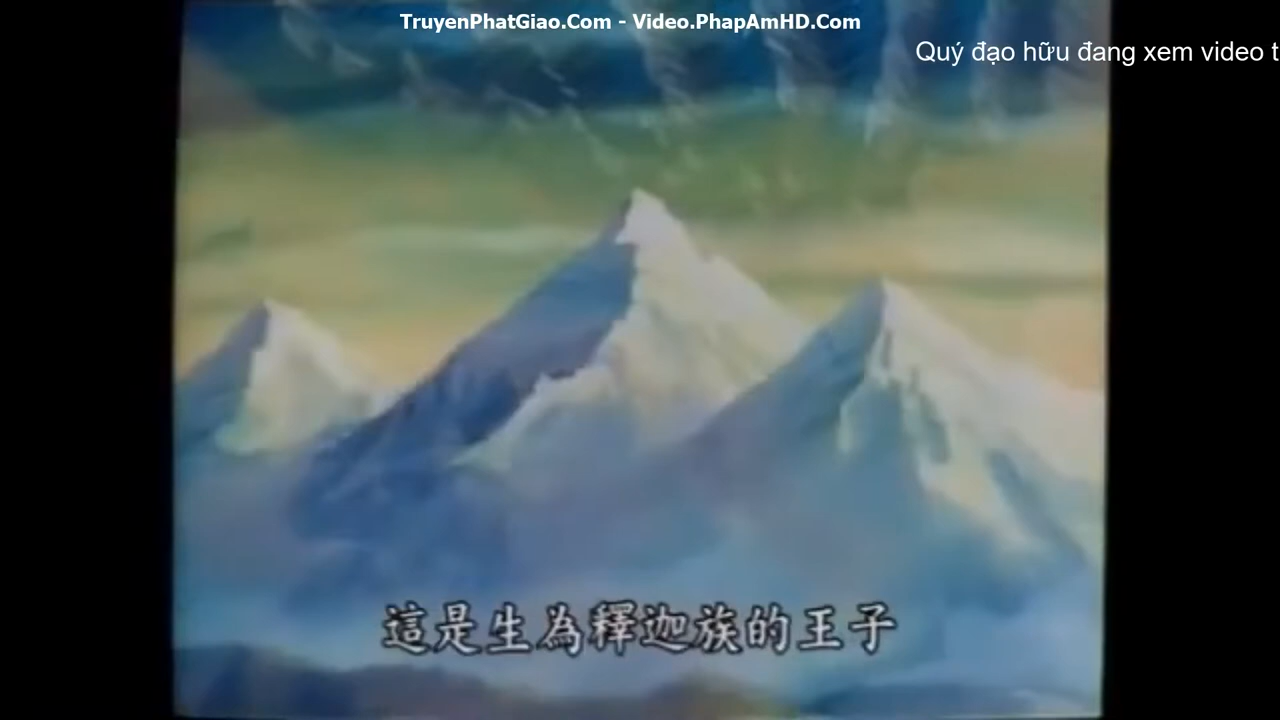 TruyenPhatGiao.Com - Video.PhapAmHD.Com
Quý đạo hữu đang xem video t
這是生為釋迦族的王子